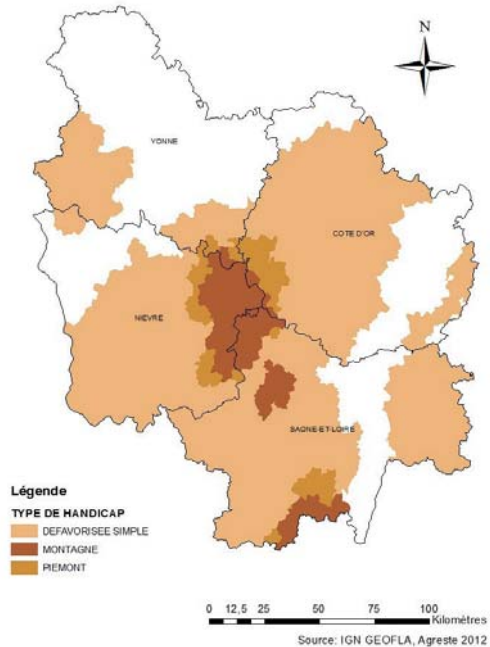 N
YONNE
COTE D'OR
NIEVRE
SAONE-ET-LOIRE
Légende
TYPE DE HANDICAP
DEFAVORISEE SIMPLE
MONTAGNE
PIEMONT
0 12,5 25 50 75 100
Kilomètres
Source: IGN GEOFLA, Agreste 2012